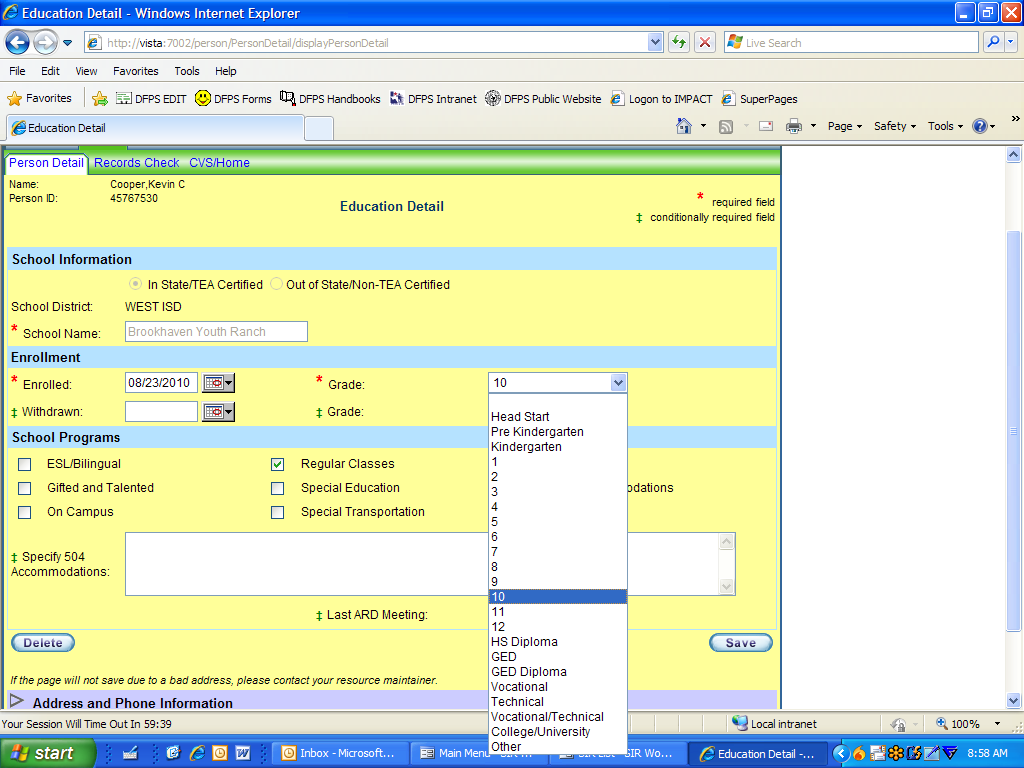 Education Detail - Windows Internet Explorer
http://vista:7002/person/PersonDetail/displayPersonDetail
Live Search
File Edit View Favorites Tools Help
Favorites DFPS EDIT DFPS Forms DFPS Handbooks DFPS Intranet DFPS Public Website Logon to IMPACT SuperPages
Education Detail
Page Safety Tools
Person Detail Records Check CVS/Home
Name: Cooper,Kevin C
Person ID: 45767530
Education Detail
* required field
‡ conditionally required field
School Information
In State/TEA Certified Out of State/Non-TEA Certified
School District: WEST ISD
* School Name: Brookhaven Youth Ranch
Enrollment
* Enrolled: 08/23/2010 * Grade: 10
‡ Withdrawn: ‡ Grade:
Head Start
Pre Kindergarten
Kindergarten
1
2
3
4
5
6
7
8
9
10
11
12
HS Diploma
GED
GED Diploma
Vocational
Technical
Vocational/Technical
College/University
Other
School Programs
ESL/Bilingual Regular Classes
Gifted and Talented Special Education
On Campus Special Transportation
‡ Specify 504
Accommodations:
‡ Last ARD Meeting:
Delete Save
If the page will not save due to a bad address, please contact your resource maintainer.
Address and Phone Information
Your Session Will Time Out In 59:39 Local intranet 100%
start Inbox - Microsoft... Main Menu Education Detail -... 8:58 AM